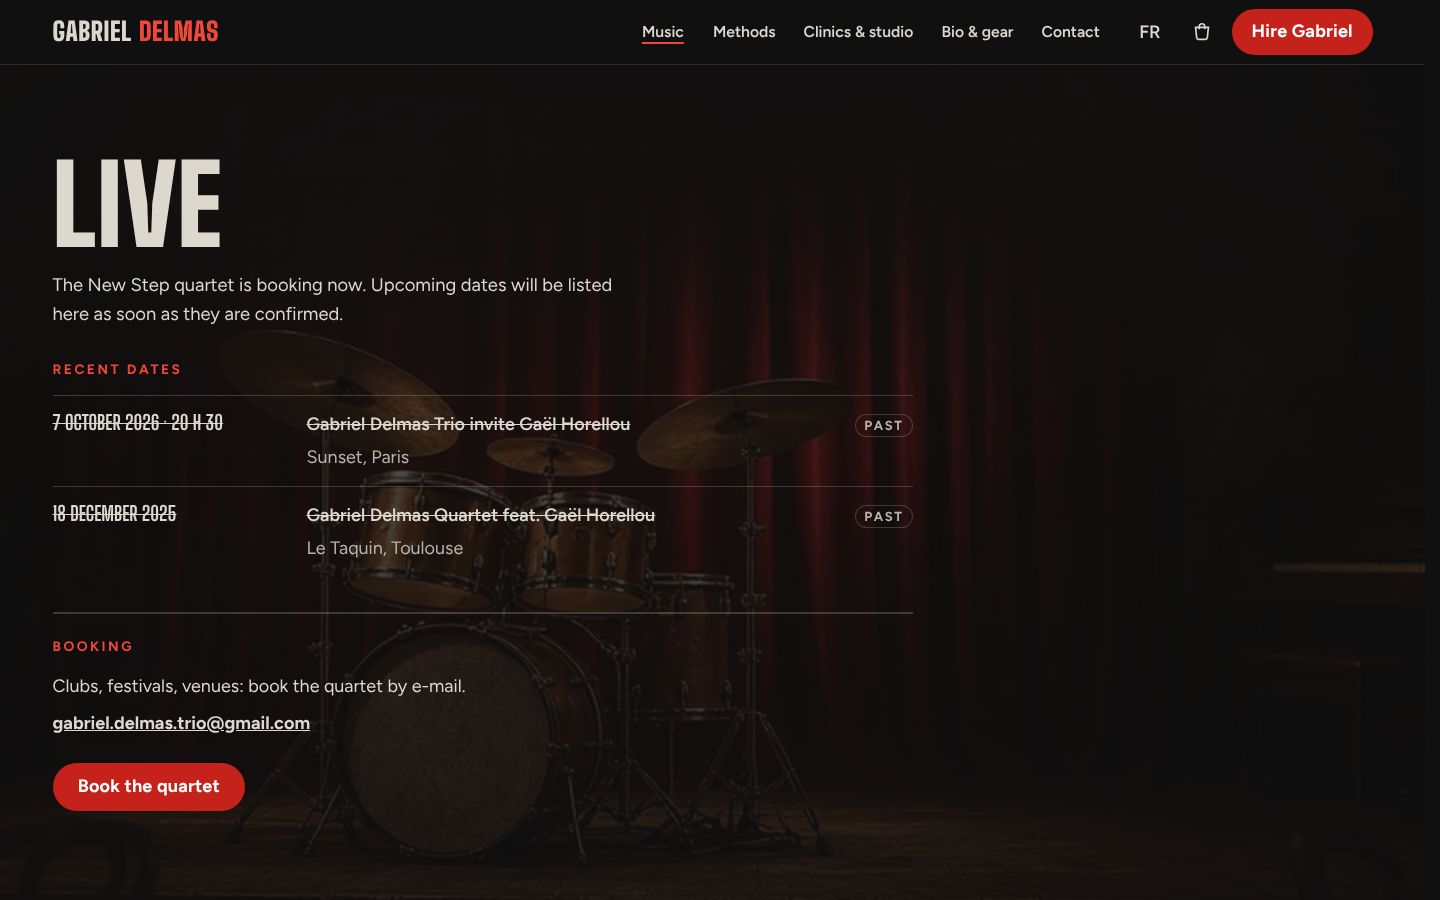 GABRIEL DELMAS
Music Methods Clinics & studio Bio & gear Contact FR Hire Gabriel
LIVE
The New Step quartet is booking now. Upcoming dates will be listed
here as soon as they are confirmed.
RECENT DATES
7 OCTOBER 2026 · 20 H 30 Gabriel Delmas Trio invite Gaël Horellou PAST
Sunset, Paris
18 DECEMBER 2025 Gabriel Delmas Quartet feat. Gaël Horellou PAST
Le Taquin, Toulouse
BOOKING
Clubs, festivals, venues: book the quartet by e-mail.
gabriel.delmas.trio@gmail.com
Book the quartet